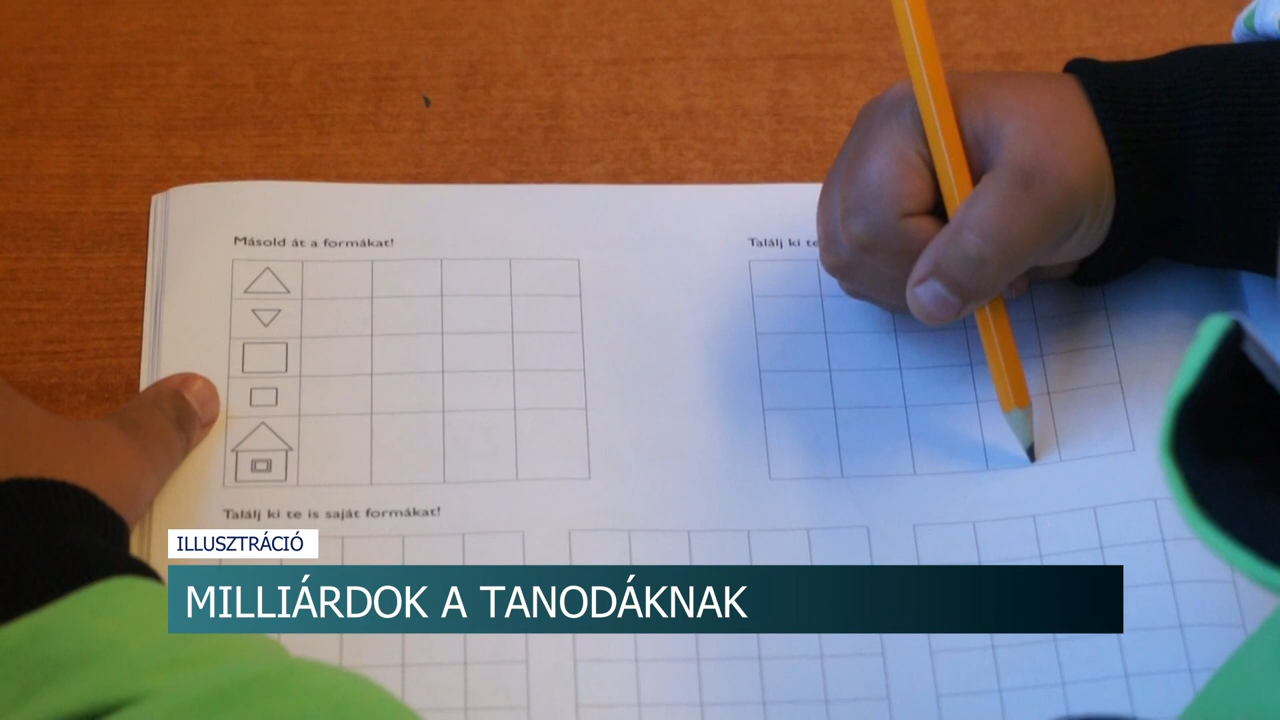 Másold át a formákat!
Találj ki te
Találj ki te is saját formákat!
ILLUSZTRÁCIÓ
MILLIÁRDOK A TANODÁKNAK